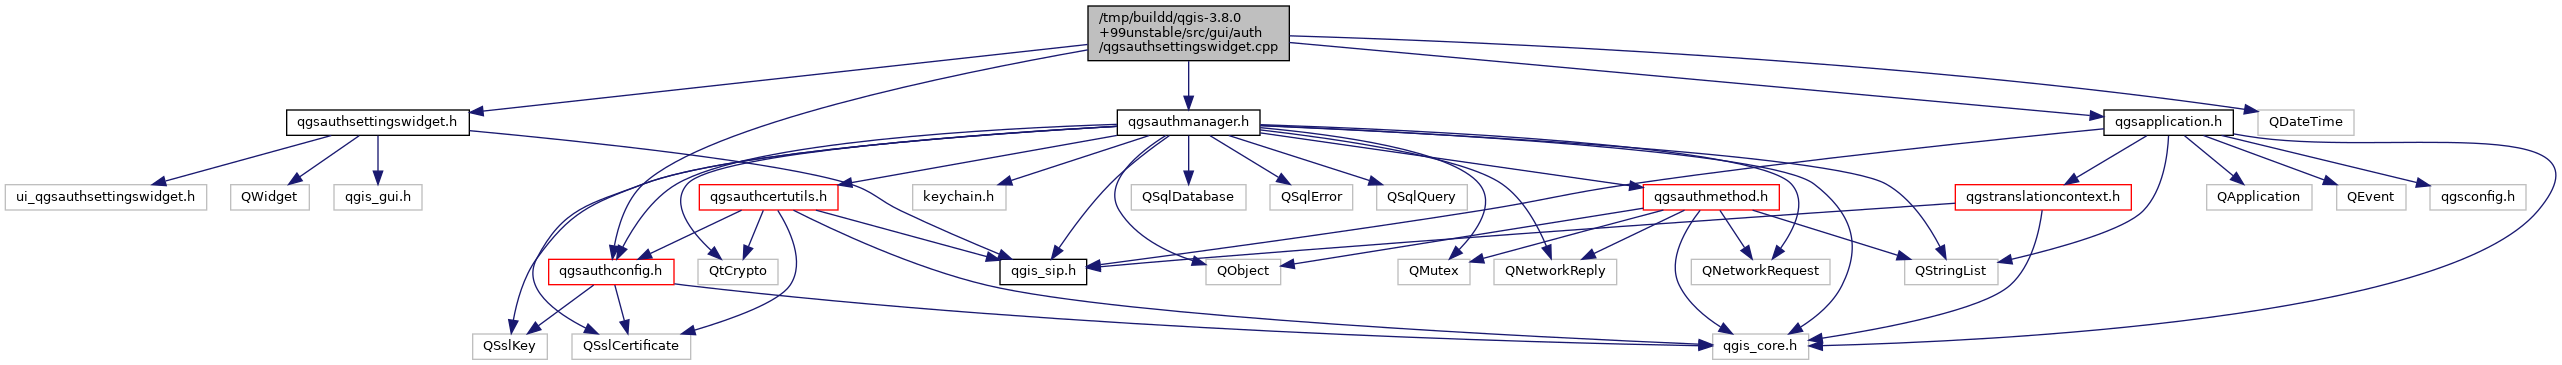 /tmp/buildd/qgis-3.8.0
+99unstable/src/gui/auth
/qgsauthsettingswidget.cpp
qgsauthsettingswidget.h
qgsauthmanager.h
qgsapplication.h
QDateTime
ui_qgsauthsettingswidget.h
QWidget
qgis_gui.h
qgsauthcertutils.h
keychain.h
QSqlDatabase
QSqlError
QSqlQuery
qgsauthmethod.h
qgstranslationcontext.h
QApplication
QEvent
qgsconfig.h
qgsauthconfig.h
QtCrypto
qgis_sip.h
QObject
QMutex
QNetworkReply
QNetworkRequest
QStringList
QSslKey
QSslCertificate
qgis_core.h